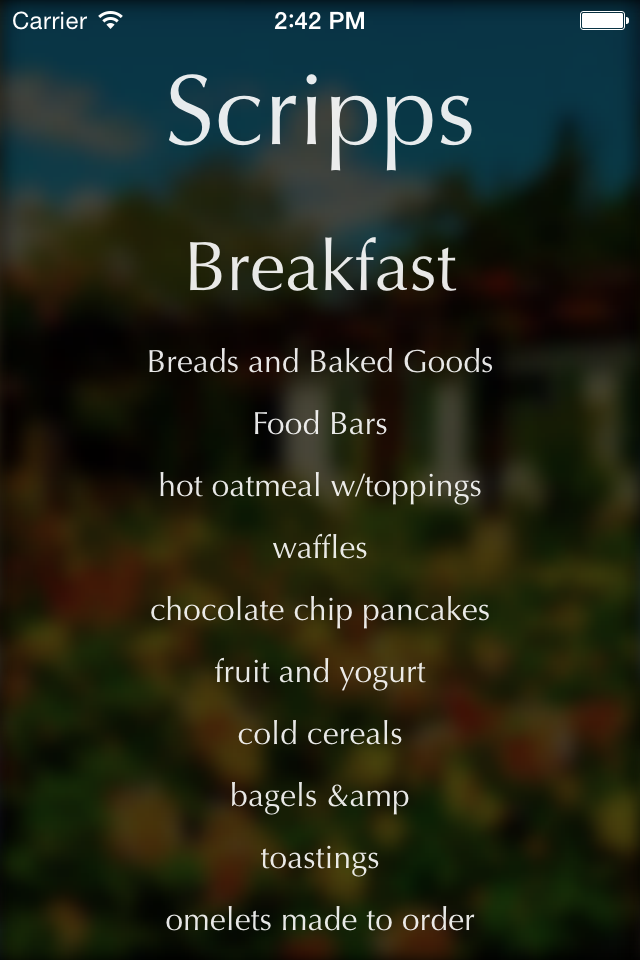 Carrier 2:42 PM
Scripps
Breakfast
Breads and Baked Goods
Food Bars
hot oatmeal w/toppings
waffles
chocolate chip pancakes
fruit and yogurt
cold cereals
bagels &amp
toastings
omelets made to order